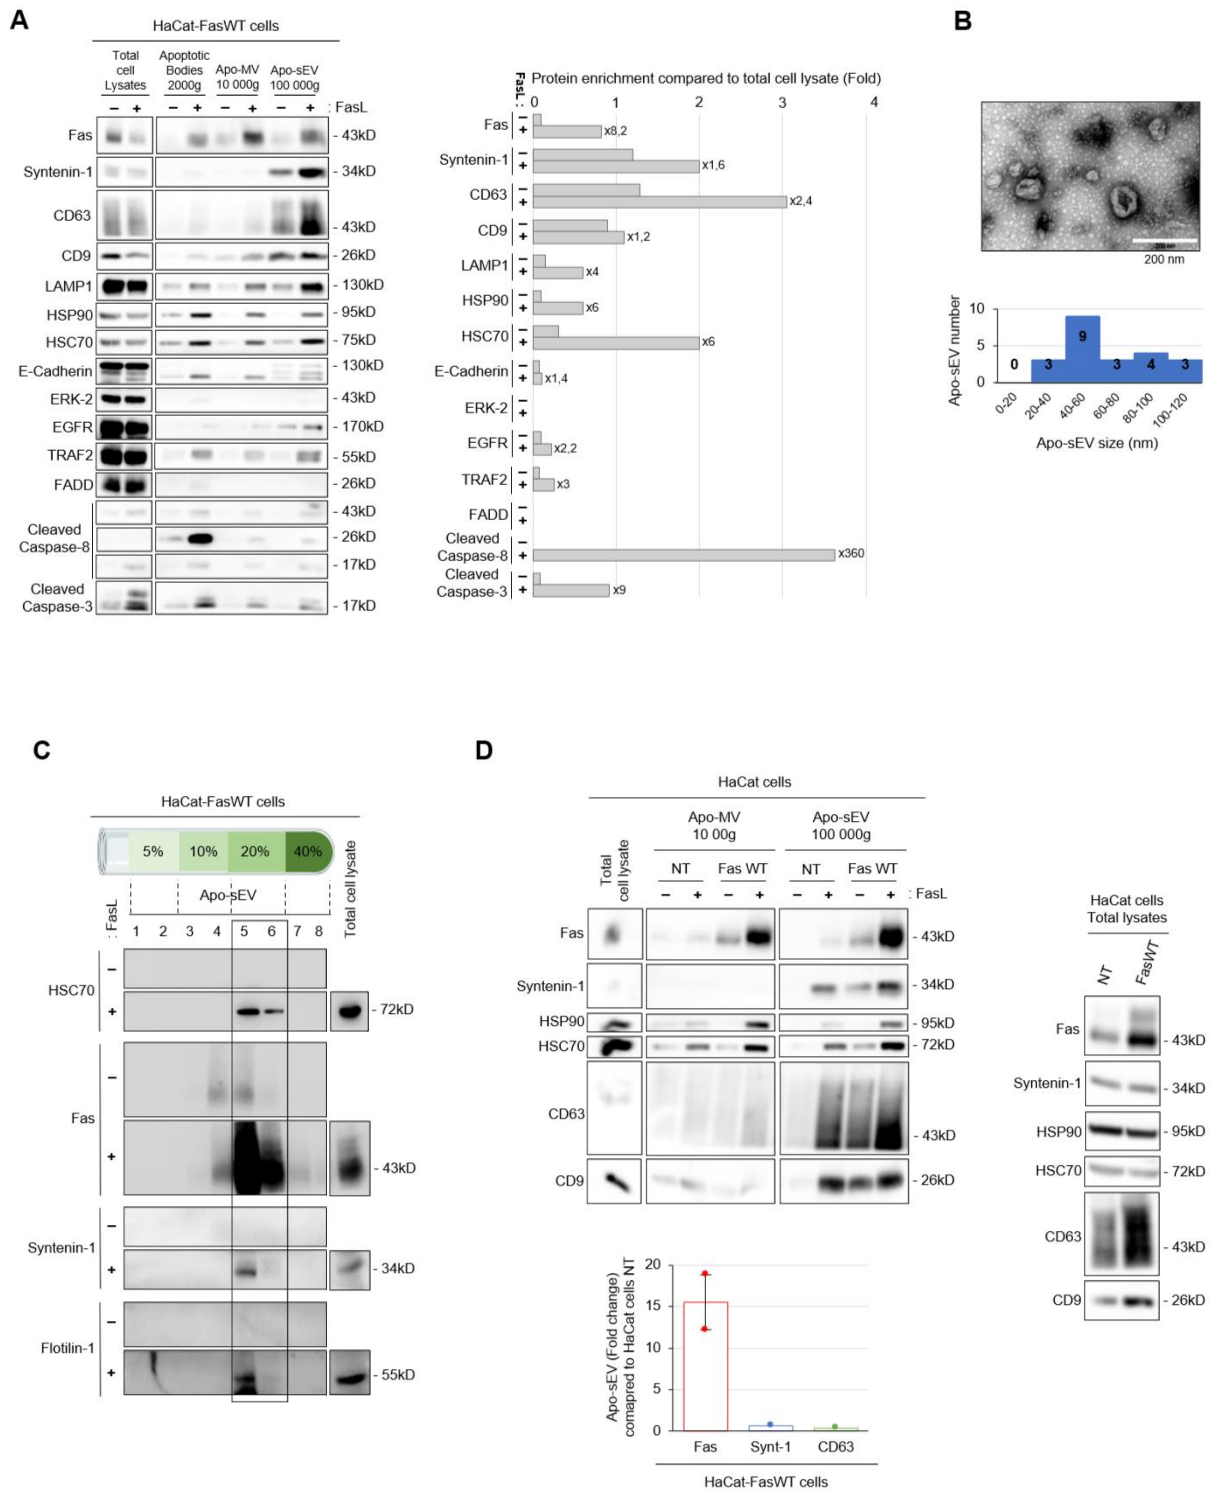 A
HaCat-FasWT cells
Total cell Lysates
Apoptotic Bodies 2000g
Apo-MV 10 000g
Apo-sEV 100 000g
− + − + − + − + : FasL
Fas - 43kD
Syntenin-1 - 34kD
CD63 - 43kD
CD9 - 26kD
LAMP1 - 130kD
HSP90 - 95kD
HSC70 - 75kD
E-Cadherin - 130kD
ERK-2 - 43kD
EGFR - 170kD
TRAF2 - 55kD
FADD - 26kD
- 43kD
Cleaved Caspase-8 - 26kD
- 17kD
Cleaved Caspase-3 - 17kD
Protein enrichment compared to total cell lysate (Fold)
FasL :
0 1 2 3 4
Fas − + x8,2
Syntenin-1 − + x1,6
CD63 − + x2,4
CD9 − + x1,2
LAMP1 − + x4
HSP90 − + x6
HSC70 − + x6
E-Cadherin − + x1,4
ERK-2 − +
EGFR − + x2,2
TRAF2 − + x3
FADD − +
Cleaved Caspase-8 − + x360
Cleaved Caspase-3 − + x9
B
200 nm
200 nm
Apo-sEV number
10
5
0
0 3 9 3 4 3
0-20 20-40 40-60 60-80 80-100 100-120
Apo-sEV size (nm)
C
HaCat-FasWT cells
5% 10% 20% 40%
Total cell lysate
: FasL
Apo-sEV
1 2 3 4 5 6 7 8
HSC70
−
+ - 72kD
Fas
−
+ - 43kD
Syntenin-1
−
+ - 34kD
Flotilin-1
−
+ - 55kD
D
HaCat cells
Total cell lysate
Apo-MV 10 00g
Apo-sEV 100 000g
NT Fas WT NT Fas WT
− + − + − + − + : FasL
Fas - 43kD
Syntenin-1 - 34kD
HSP90 - 95kD
HSC70 - 72kD
CD63 - 43kD
CD9 - 26kD
Apo-sEV (Fold change)
comapred to HaCat cells NT
20
15
10
5
0
Fas Synt-1 CD63
HaCat-FasWT cells
HaCat cells
Total lysates
NT FasWT
Fas - 43kD
Syntenin-1 - 34kD
HSP90 - 95kD
HSC70 - 72kD
CD63 - 43kD
CD9 - 26kD